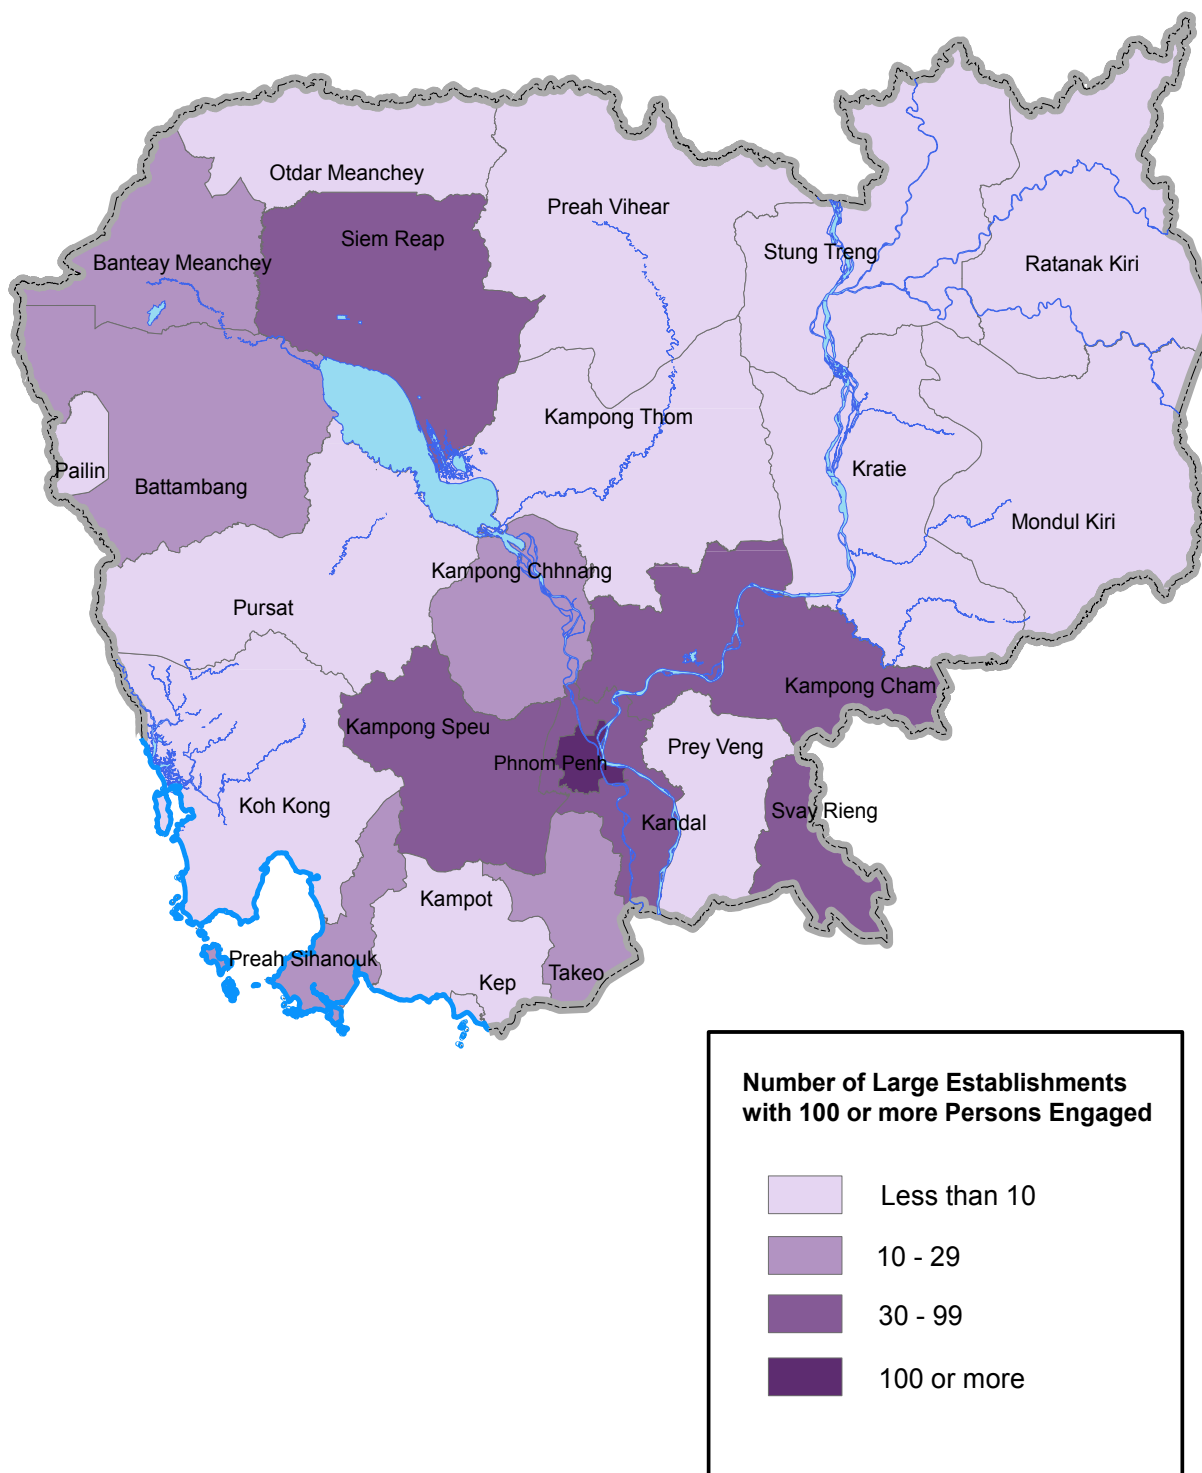 Otdar Meanchey
Preah Vihear
Siem Reap
Stung Treng
Banteay Meanchey
Ratanak Kiri
Kampong Thom
Pailin
Kratie
Battambang
Mondul Kiri
Kampong Chhnang
Pursat
Kampong Cham
Kampong Speu
Prey Veng
Phnom Penh
Koh Kong
Svay Rieng
Kandal
Kampot
Preah Sihanouk
Takeo
Kep
Number of Large Establishments
with 100 or more Persons Engaged
Less than 10
10 - 29
30 - 99
100 or more